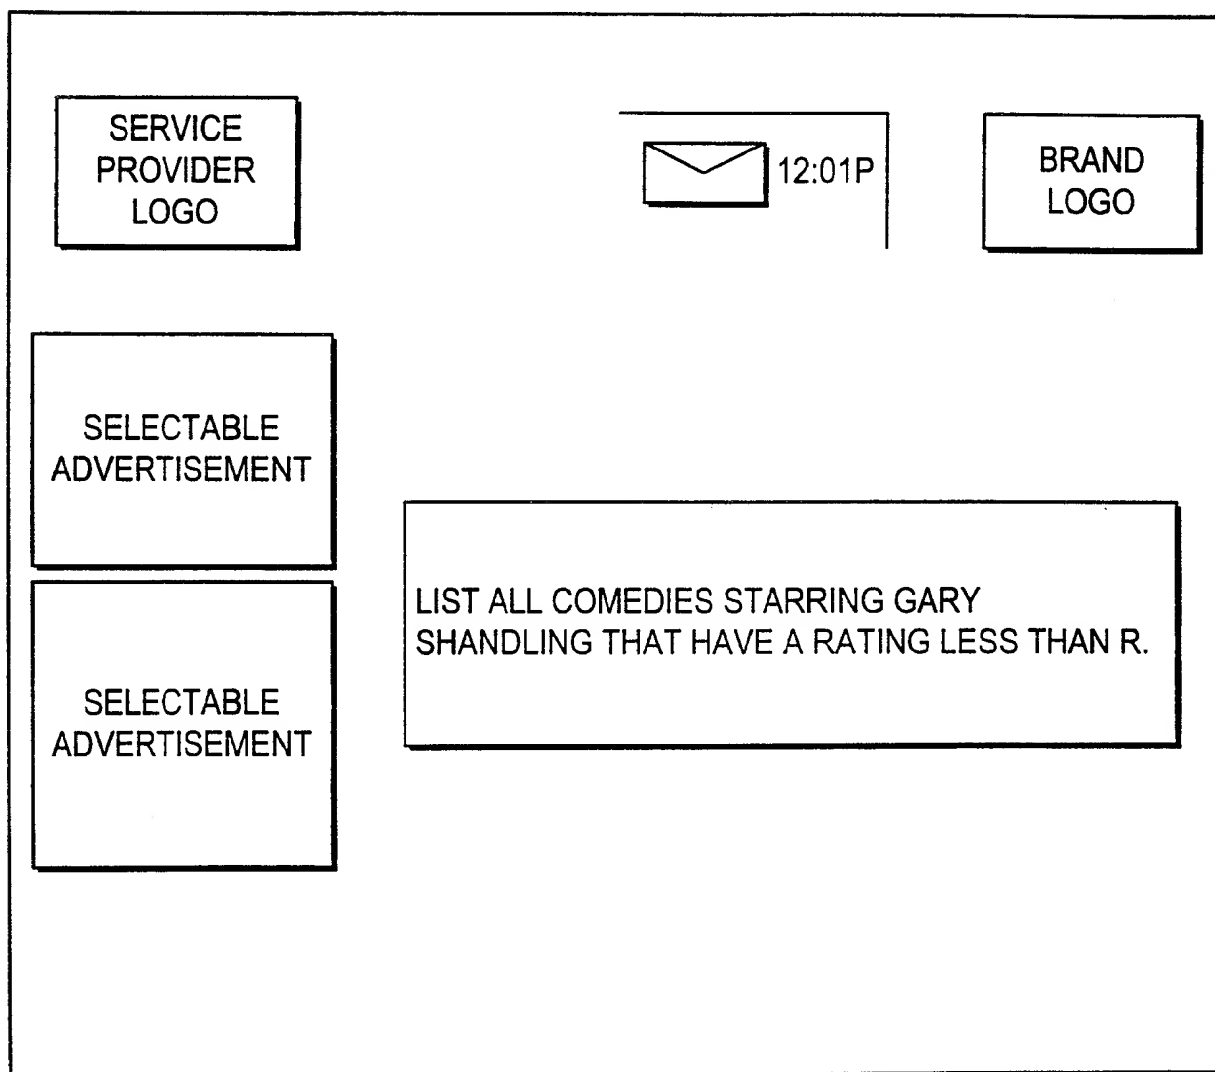 SERVICE
PROVIDER
LOGO
12:01P
BRAND
LOGO
SELECTABLE
ADVERTISEMENT
LIST ALL COMEDIES STARRING GARY
SHANDLING THAT HAVE A RATING LESS THAN R.
SELECTABLE
ADVERTISEMENT